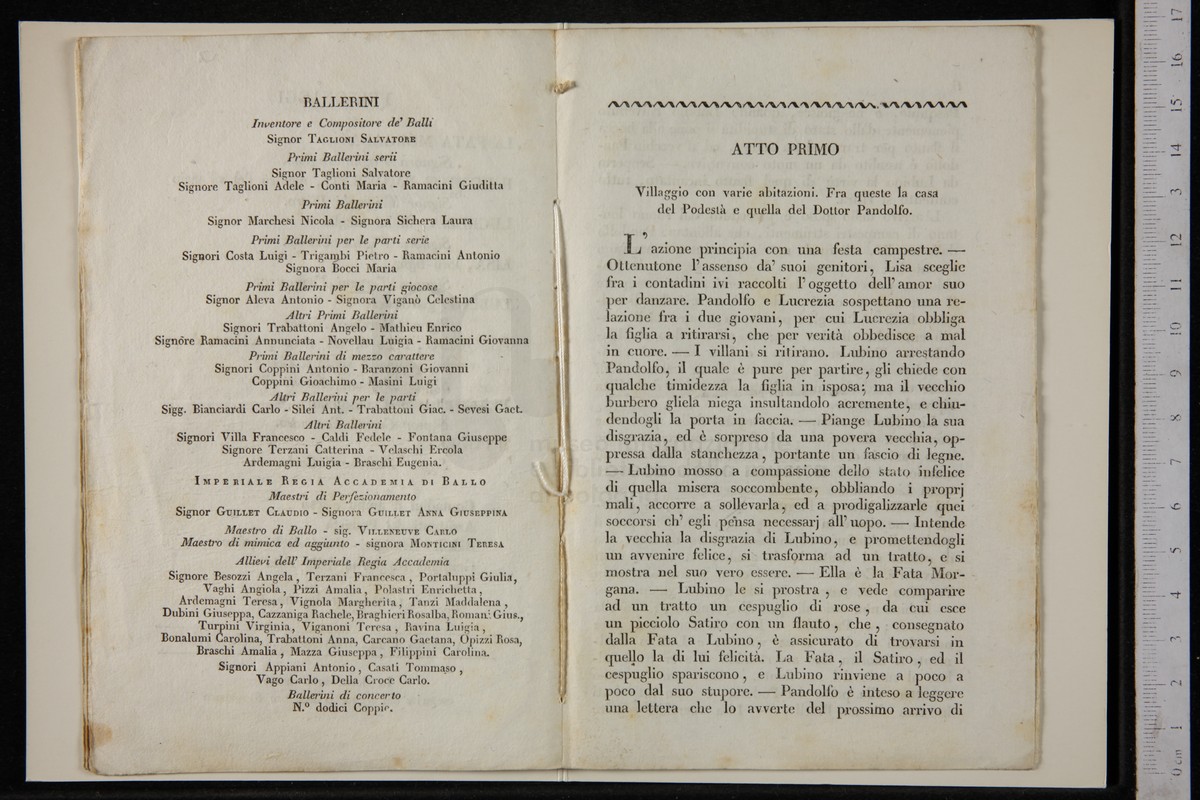 BALLERINI
Inventore e Compositore de' Balli
Signor TAGLIONI SALVATORE
Primi Ballerini serii
Signor Taglioni Salvatore
Signore Taglioni Adele - Conti Maria - Ramacini Giuditta
Primi Ballerini
Signor Marchesi Nicola - Signora Sichera Laura
Primi Ballerini per le parti serie
Signori Costa Luigi - Trigambi Pietro - Ramacini Antonio
Signora Bocci Maria
Primi Ballerini per le parti giocose
Signor Aleva Antonio - Signora Viganò Celestina
Altri Primi Ballerini
Signori Trabattoni Angelo - Mathieu Enrico
Signore Ramacini Annunciata - Novellau Luigia - Ramacini Giovanna
Primi Ballerini di mezzo carattere
Signori Coppini Antonio - Baranzoni Giovanni
Coppini Gioachimo - Masini Luigi
Altri Ballerini per le parti
Sigg. Bianciardi Carlo - Silei Ant. - Trabattoni Giac. - Sevesi Gaet.
Altri Ballerini
Signori Villa Francesco - Caldi Fedele - Fontana Giuseppe
Signore Terzani Catterina - Velaschi Ercola
Ardemagni Luigia - Braschi Eugenia.
IMPERIALE REGIA ACCADEMIA DI BALLO
Maestri di Perfezionamento
Signor GUILLET CLAUDIO - Signora GUILLET ANNA GIUSEPPINA
Maestro di Ballo - sig. VILLENEUVE CARLO
Maestro di mimica ed aggiunto - signora MONTICINI TERESA
Allievi dell' Imperiale Regia Accademia
Signore Besozzi Angela, Terzani Francesca, Portaluppi Giulia,
Vaghi Angiola, Pizzi Amalia, Polastri Enrichetta,
Ardemagni Teresa, Vignola Margherita, Tanzi Maddalena,
Dubini Giuseppa, Cazzaniga Rachele, Braghieri Rosalba, Romani Gius.,
Turpini Virginia, Viganoni Teresa, Ravina Luigia,
Bonalumi Carolina, Trabattoni Anna, Carcano Gaetana, Opizzi Rosa,
Braschi Amalia, Mazza Giuseppa, Filippini Carolina.
Signori Appiani Antonio, Casati Tommaso,
Vago Carlo, Della Croce Carlo.
Ballerini di concerto
N.º dodici Coppie.
ATTO PRIMO
Villaggio con varie abitazioni. Fra queste la casa
del Podestà e quella del Dottor Pandolfo.
L'azione principia con una festa campestre. —
Ottenutone l'assenso da' suoi genitori, Lisa sceglie
fra i contadini ivi raccolti l'oggetto dell'amor suo
per danzare. Pandolfo e Lucrezia sospettano una re-
lazione fra i due giovani, per cui Lucrezia obbliga
la figlia a ritirarsi, che per verità obbedisce a mal
in cuore. — I villani si ritirano. Lubino arrestando
Pandolfo, il quale è pure per partire, gli chiede con
qualche timidezza la figlia in isposa; ma il vecchio
burbero gliela niega insultandolo acremente, e chiu-
dendogli la porta in faccia. — Piange Lubino la sua
disgrazia, ed è sorpreso da una povera vecchia, op-
pressa dalla stanchezza, portante un fascio di legne.
— Lubino mosso a compassione dello stato infelice
di quella misera soccombente, obbliando i proprj
mali, accorre a sollevarla, ed a prodigalizzarle quei
soccorsi ch'egli pensa necessarj all'uopo. — Intende
la vecchia la disgrazia di Lubino, e promettendogli
un avvenire felice, si trasforma ad un tratto, e si
mostra nel suo vero essere. — Ella è la Fata Mor-
gana. — Lubino le si prostra, e vede comparire
ad un tratto un cespuglio di rose, da cui esce
un picciolo Satiro con un flauto, che, consegnato
dalla Fata a Lubino, è assicurato di trovarsi in
quello la di lui felicità. La Fata, il Satiro, ed il
cespuglio spariscono, e Lubino rinviene a poco a
poco dal suo stupore. — Pandolfo è inteso a leggere
una lettera che lo avverte del prossimo arrivo di
0 cm 1 2 3 4 5 6 7 8 9 10 11 12 13 14 15 16 17